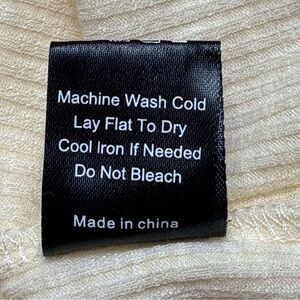 Machine Wash Cold
Lay Flat To Dry
Cool Iron If Needed
Do Not Bleach
Made in china